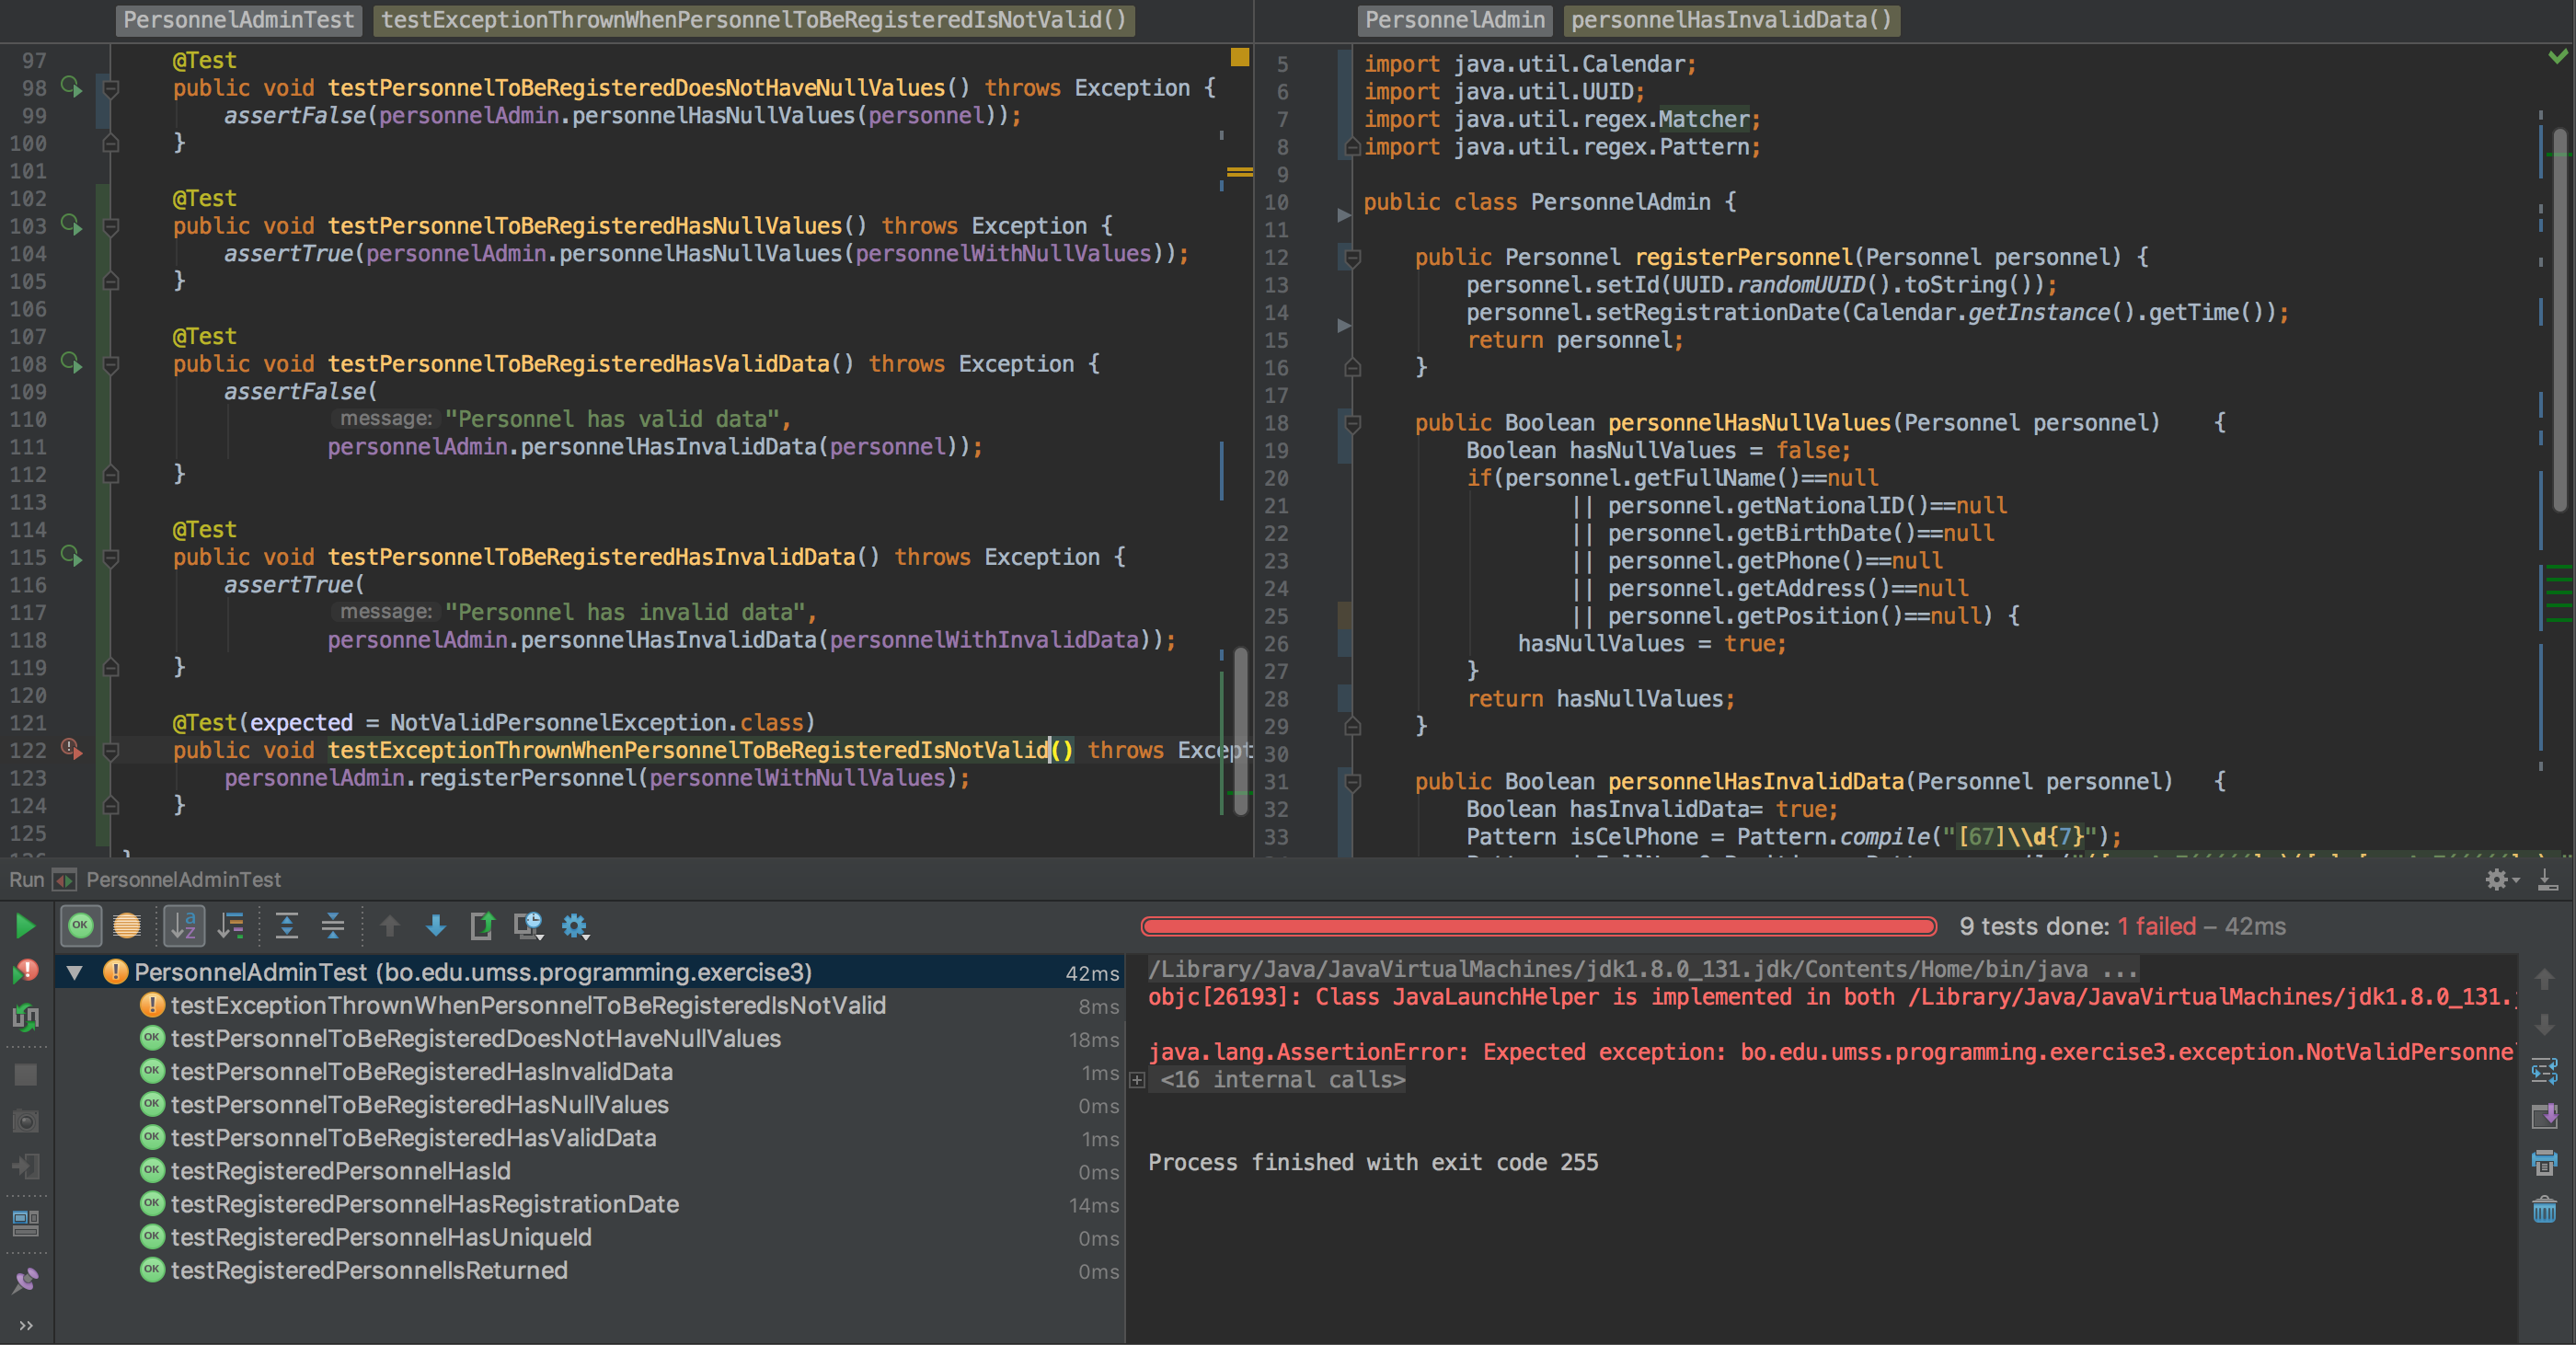 PersonnelAdminTest testExceptionThrownWhenPersonnelToBeRegisteredIsNotValid()
97 @Test
98 public void testPersonnelToBeRegisteredDoesNotHaveNullValues() throws Exception {
99 assertFalse(personnelAdmin.personnelHasNullValues(personnel));
100 }
101
102 @Test
103 public void testPersonnelToBeRegisteredHasNullValues() throws Exception {
104 assertTrue(personnelAdmin.personnelHasNullValues(personnelWithNullValues));
105 }
106
107 @Test
108 public void testPersonnelToBeRegisteredHasValidData() throws Exception {
109 assertFalse(
110 message: "Personnel has valid data",
111 personnelAdmin.personnelHasInvalidData(personnel));
112 }
113
114 @Test
115 public void testPersonnelToBeRegisteredHasInvalidData() throws Exception {
116 assertTrue(
117 message: "Personnel has invalid data",
118 personnelAdmin.personnelHasInvalidData(personnelWithInvalidData));
119 }
120
121 @Test(expected = NotValidPersonnelException.class)
122 public void testExceptionThrownWhenPersonnelToBeRegisteredIsNotValid() throws Except
123 personnelAdmin.registerPersonnel(personnelWithNullValues);
124 }
125
PersonnelAdmin personnelHasInvalidData()
5 import java.util.Calendar;
6 import java.util.UUID;
7 import java.util.regex.Matcher;
8 import java.util.regex.Pattern;
9
10 public class PersonnelAdmin {
11
12 public Personnel registerPersonnel(Personnel personnel) {
13 personnel.setId(UUID.randomUUID().toString());
14 personnel.setRegistrationDate(Calendar.getInstance().getTime());
15 return personnel;
16 }
17
18 public Boolean personnelHasNullValues(Personnel personnel) {
19 Boolean hasNullValues = false;
20 if(personnel.getFullName()==null
21 || personnel.getNationalID()==null
22 || personnel.getBirthDate()==null
23 || personnel.getPhone()==null
24 || personnel.getAddress()==null
25 || personnel.getPosition()==null) {
26 hasNullValues = true;
27 }
28 return hasNullValues;
29 }
30
31 public Boolean personnelHasInvalidData(Personnel personnel) {
32 Boolean hasInvalidData= true;
33 Pattern isCelPhone = Pattern.compile("[67]\\d{7}");
Run PersonnelAdminTest
9 tests done: 1 failed – 42ms
PersonnelAdminTest (bo.edu.umss.programming.exercise3) 42ms
testExceptionThrownWhenPersonnelToBeRegisteredIsNotValid 8ms
OK testPersonnelToBeRegisteredDoesNotHaveNullValues 18ms
OK testPersonnelToBeRegisteredHasInvalidData 1ms
OK testPersonnelToBeRegisteredHasNullValues 0ms
OK testPersonnelToBeRegisteredHasValidData 1ms
OK testRegisteredPersonnelHasId 0ms
OK testRegisteredPersonnelHasRegistrationDate 14ms
OK testRegisteredPersonnelHasUniqueId 0ms
OK testRegisteredPersonnelIsReturned 0ms
/Library/Java/JavaVirtualMachines/jdk1.8.0_131.jdk/Contents/Home/bin/java ...
objc[26193]: Class JavaLaunchHelper is implemented in both /Library/Java/JavaVirtualMachines/jdk1.8.0_131.
java.lang.AssertionError: Expected exception: bo.edu.umss.programming.exercise3.exception.NotValidPersonne
<16 internal calls>
Process finished with exit code 255